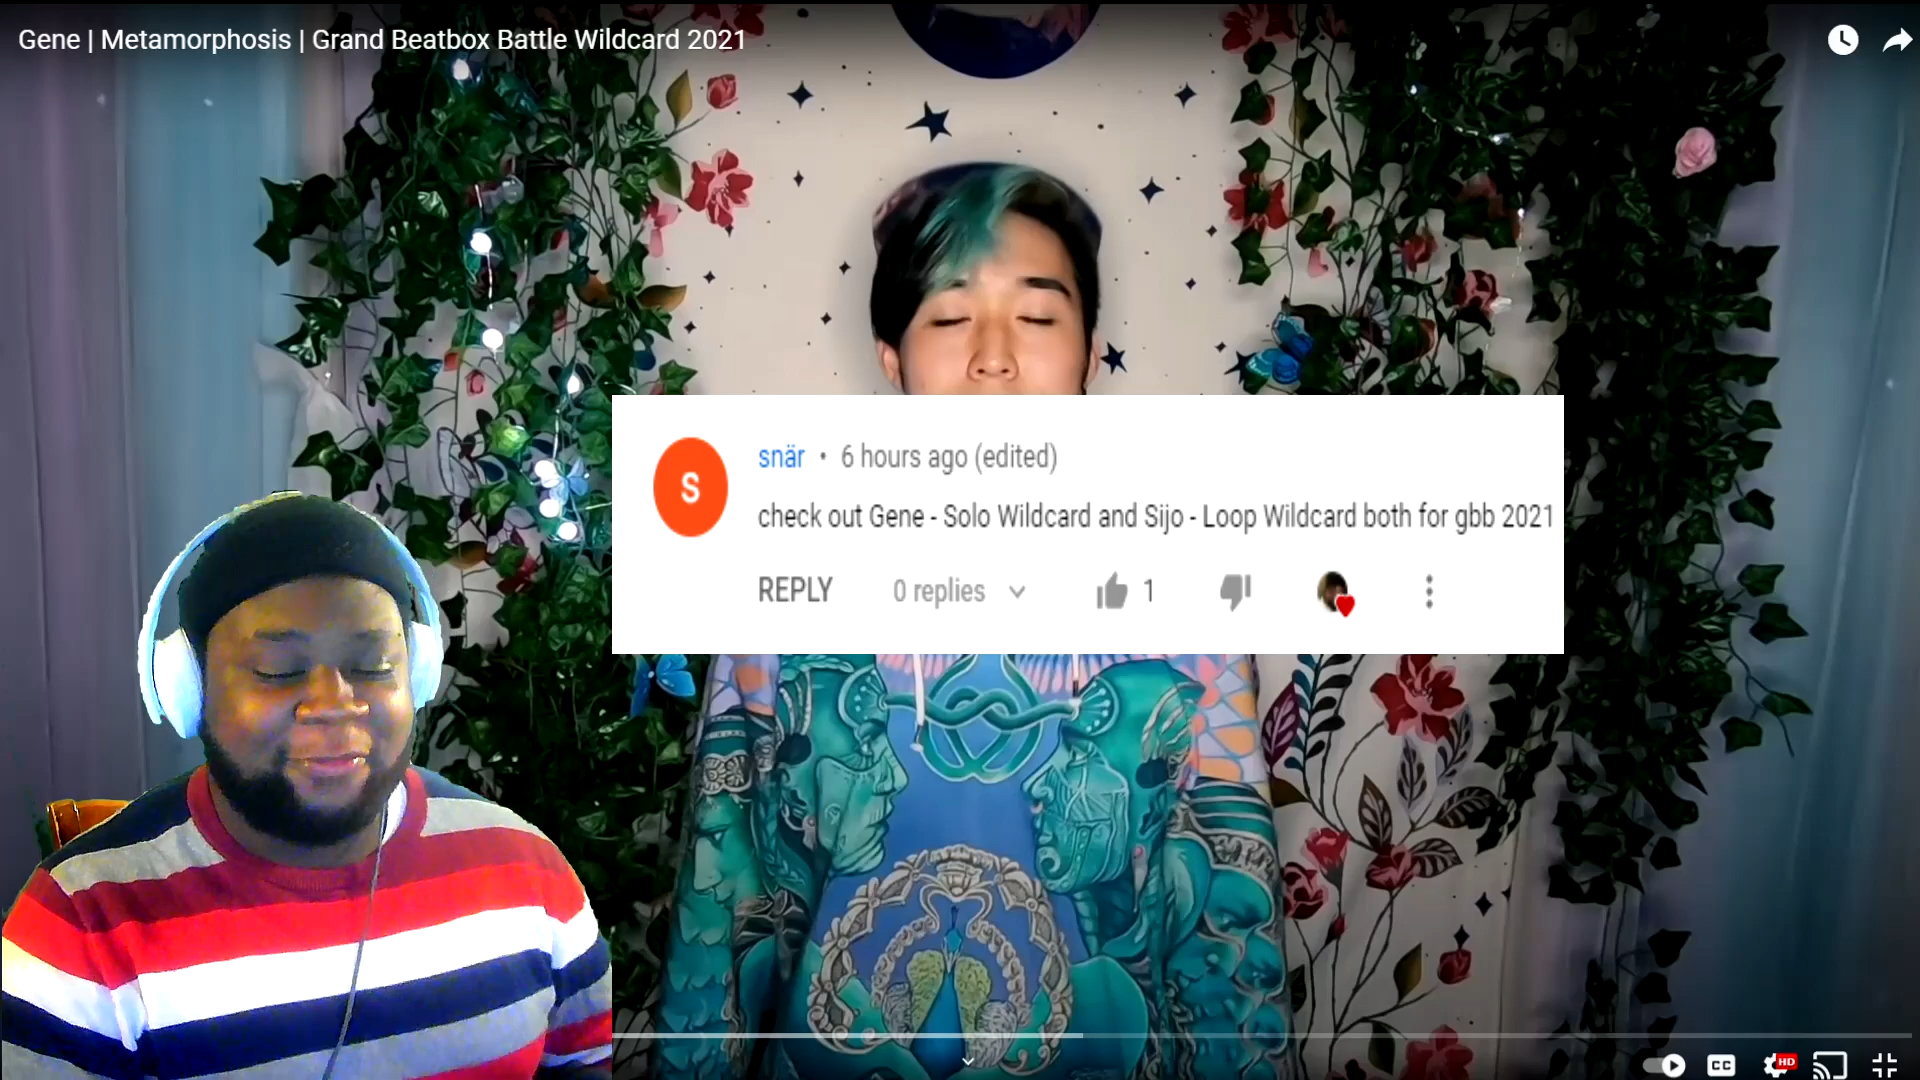 Gene | Metamorphosis | Grand Beatbox Battle Wildcard 2021
S
snär • 6 hours ago (edited)
check out Gene - Solo Wildcard and Sijo - Loop Wildcard both for gbb 2021
REPLY 0 replies 1
CC HD